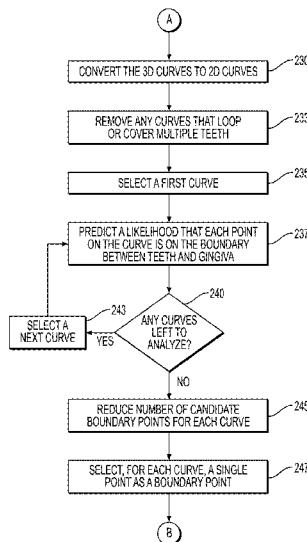 A
CONVERT THE 3D CURVES TO 2D CURVES
230
REMOVE ANY CURVES THAT LOOP
OR COVER MULTIPLE TEETH
233
SELECT A FIRST CURVE
235
PREDICT A LIKELIHOOD THAT EACH POINT
ON THE CURVE IS ON THE BOUNDARY
BETWEEN TEETH AND GINGIVA
237
240
243
SELECT A
NEXT CURVE
YES
ANY CURVES
LEFT TO
ANALYZE?
NO
245
REDUCE NUMBER OF CANDIDATE
BOUNDARY POINTS FOR EACH CURVE
247
SELECT, FOR EACH CURVE, A SINGLE
POINT AS A BOUNDARY POINT
B